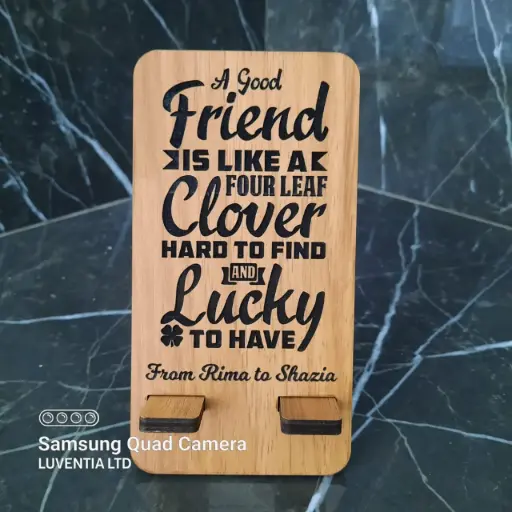 A Good
Friend
IS LIKE A
FOUR LEAF
Clover
HARD TO FIND
AND
Lucky
TO HAVE
From Rima to Shazia
Samsung Quad Camera
LUVENTIA LTD